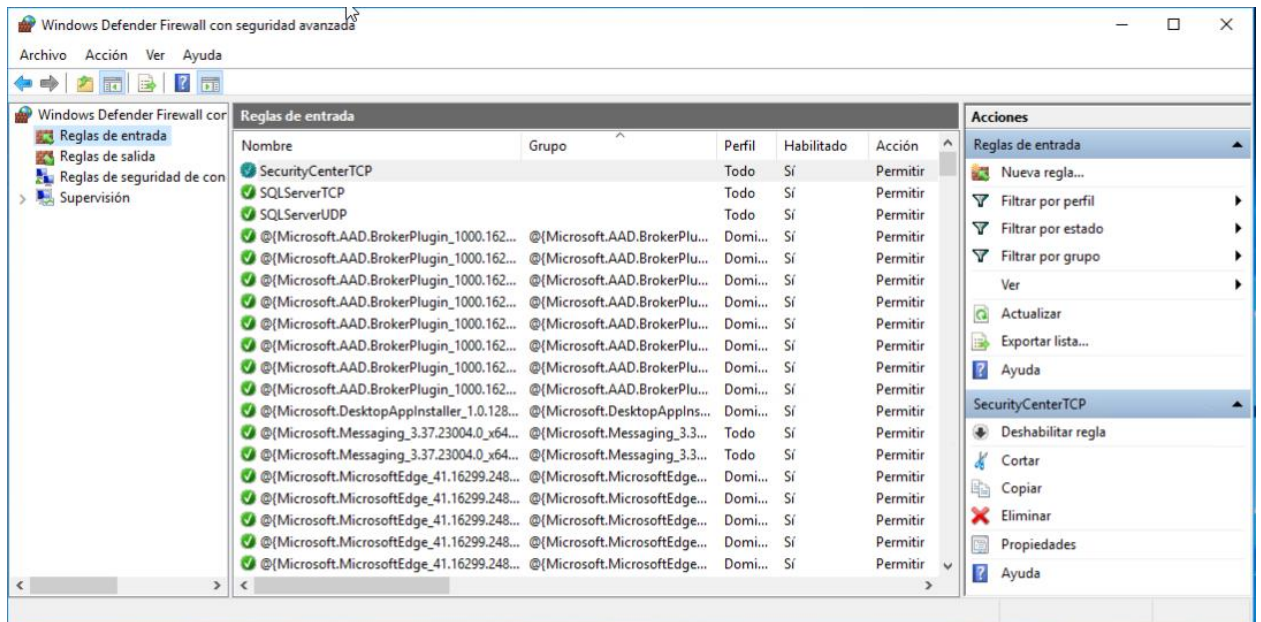 Windows Defender Firewall con seguridad avanzada
Archivo Acción Ver Ayuda
Windows Defender Firewall con
Reglas de entrada
Reglas de salida
Reglas de seguridad de con
Supervisión
Reglas de entrada
Nombre Grupo Perfil Habilitado Acción
SecurityCenterTCP Todo Sí Permitir
SQLServerTCP Todo Sí Permitir
SQLServerUDP Todo Sí Permitir
@{Microsoft.AAD.BrokerPlugin_1000.162... @{Microsoft.AAD.BrokerPlu... Domi... Sí Permitir
@{Microsoft.AAD.BrokerPlugin_1000.162... @{Microsoft.AAD.BrokerPlu... Domi... Sí Permitir
@{Microsoft.AAD.BrokerPlugin_1000.162... @{Microsoft.AAD.BrokerPlu... Domi... Sí Permitir
@{Microsoft.AAD.BrokerPlugin_1000.162... @{Microsoft.AAD.BrokerPlu... Domi... Sí Permitir
@{Microsoft.AAD.BrokerPlugin_1000.162... @{Microsoft.AAD.BrokerPlu... Domi... Sí Permitir
@{Microsoft.AAD.BrokerPlugin_1000.162... @{Microsoft.AAD.BrokerPlu... Domi... Sí Permitir
@{Microsoft.AAD.BrokerPlugin_1000.162... @{Microsoft.AAD.BrokerPlu... Domi... Sí Permitir
@{Microsoft.AAD.BrokerPlugin_1000.162... @{Microsoft.AAD.BrokerPlu... Domi... Sí Permitir
@{Microsoft.DesktopAppInstaller_1.0.128... @{Microsoft.DesktopAppIns... Domi... Sí Permitir
@{Microsoft.Messaging_3.37.23004.0_x64... @{Microsoft.Messaging_3.3... Todo Sí Permitir
@{Microsoft.Messaging_3.37.23004.0_x64... @{Microsoft.Messaging_3.3... Todo Sí Permitir
@{Microsoft.MicrosoftEdge_41.16299.248... @{Microsoft.MicrosoftEdge... Domi... Sí Permitir
@{Microsoft.MicrosoftEdge_41.16299.248... @{Microsoft.MicrosoftEdge... Domi... Sí Permitir
@{Microsoft.MicrosoftEdge_41.16299.248... @{Microsoft.MicrosoftEdge... Domi... Sí Permitir
@{Microsoft.MicrosoftEdge_41.16299.248... @{Microsoft.MicrosoftEdge... Domi... Sí Permitir
@{Microsoft.MicrosoftEdge_41.16299.248... @{Microsoft.MicrosoftEdge... Domi... Sí Permitir
Acciones
Reglas de entrada
Nueva regla...
Filtrar por perfil
Filtrar por estado
Filtrar por grupo
Ver
Actualizar
Exportar lista...
Ayuda
SecurityCenterTCP
Deshabilitar regla
Cortar
Copiar
Eliminar
Propiedades
Ayuda